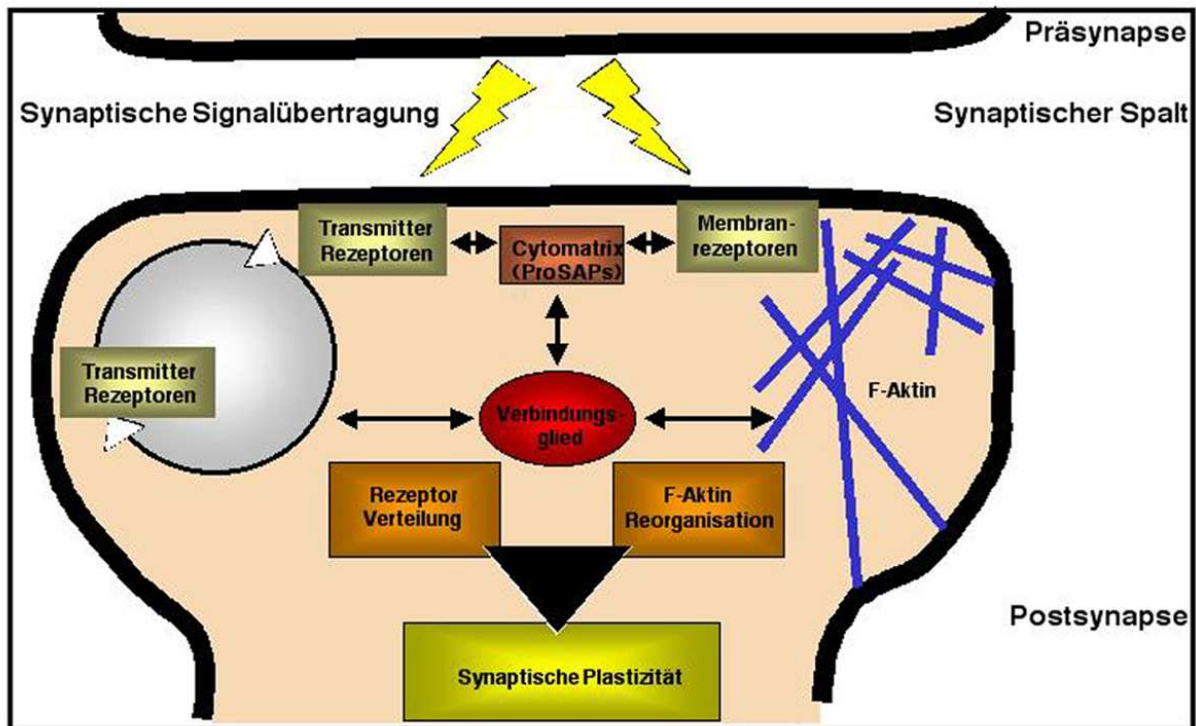 Präsynapse
Synaptische Signalübertragung
Synaptischer Spalt
Transmitter
Rezeptoren
Cytomatrix
(ProSAPs)
Membran-
rezeptoren
Transmitter
Rezeptoren
F-Aktin
Verbindungs-
glied
Rezeptor
Verteilung
F-Aktin
Reorganisation
Postsynapse
Synaptische Plastizität